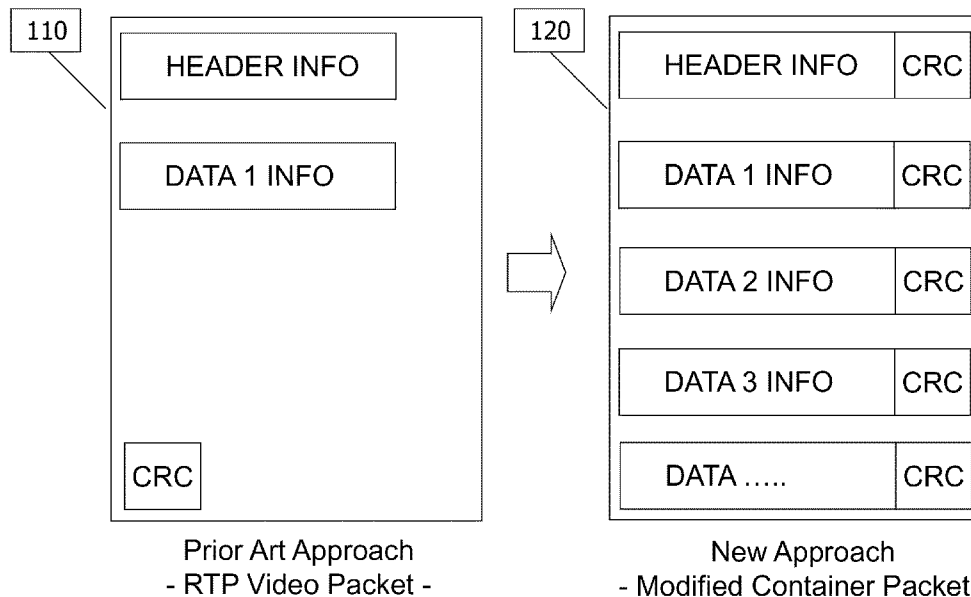 110
HEADER INFO
DATA 1 INFO
CRC
Prior Art Approach
- RTP Video Packet -
120
HEADER INFO CRC
DATA 1 INFO CRC
DATA 2 INFO CRC
DATA 3 INFO CRC
DATA ..... CRC
New Approach
- Modified Container Packet